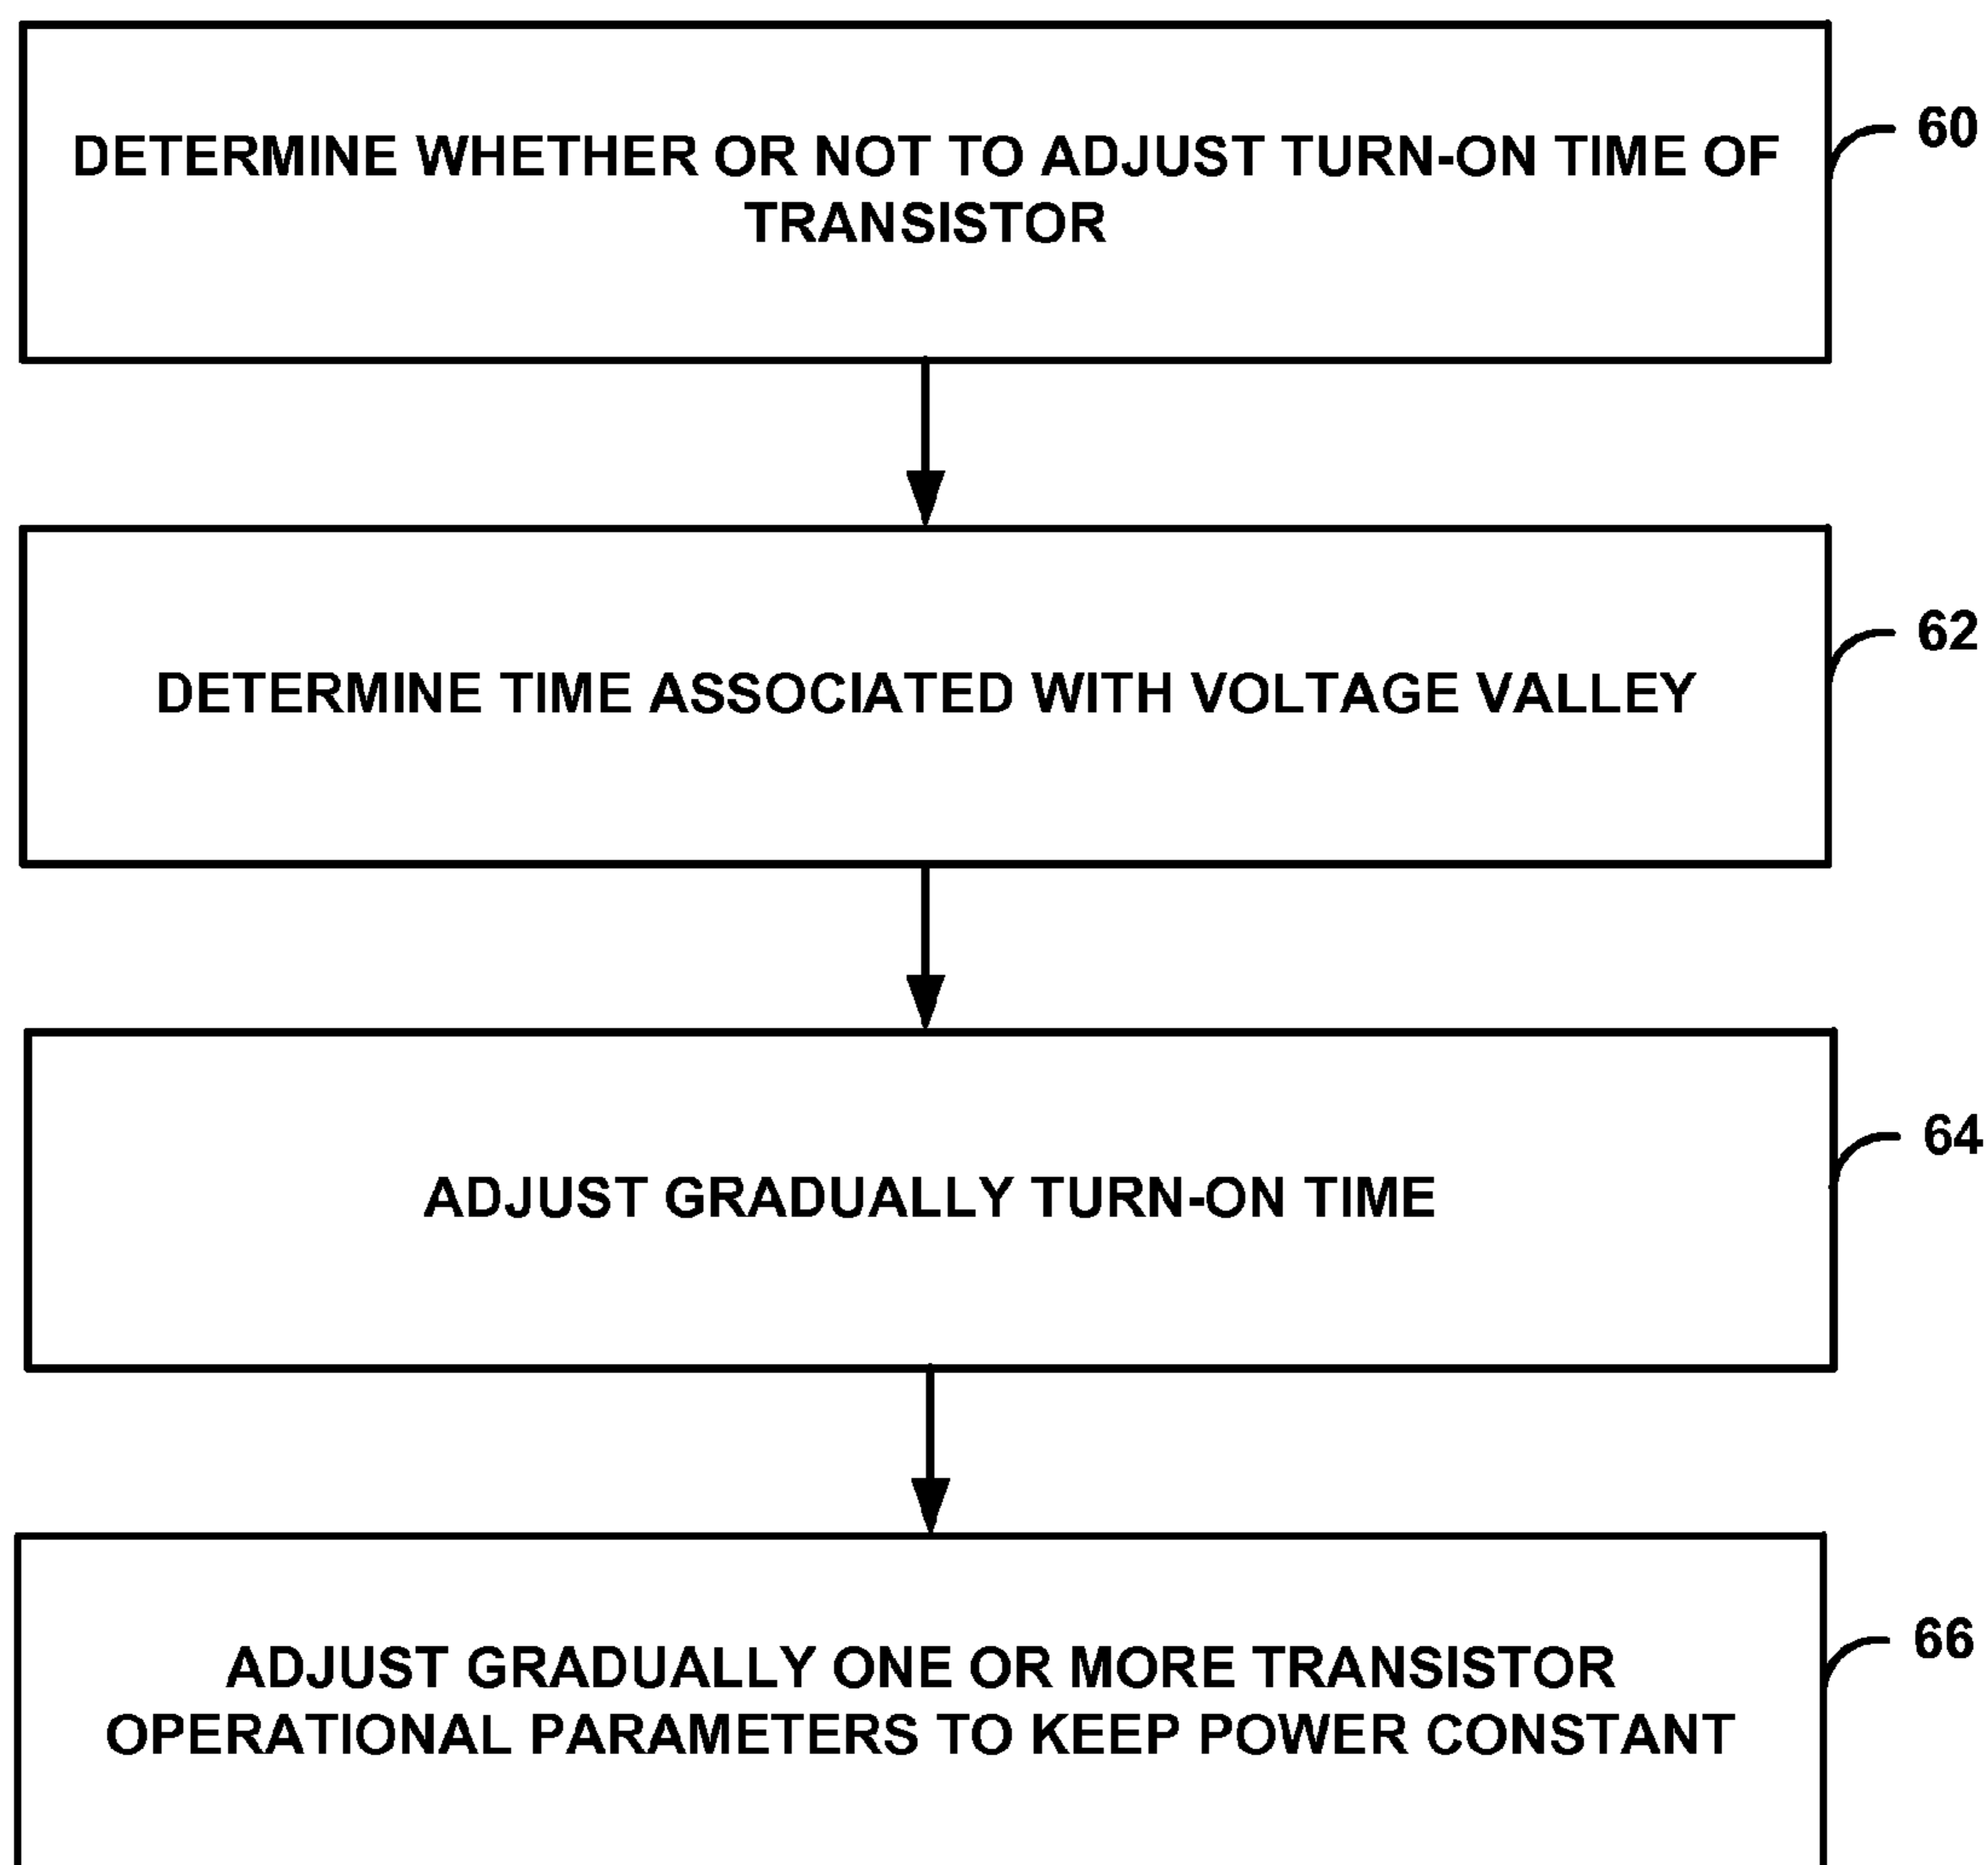 DETERMINE WHETHER OR NOT TO ADJUST TURN-ON TIME OF
TRANSISTOR
60
DETERMINE TIME ASSOCIATED WITH VOLTAGE VALLEY
62
ADJUST GRADUALLY TURN-ON TIME
64
ADJUST GRADUALLY ONE OR MORE TRANSISTOR
OPERATIONAL PARAMETERS TO KEEP POWER CONSTANT
66